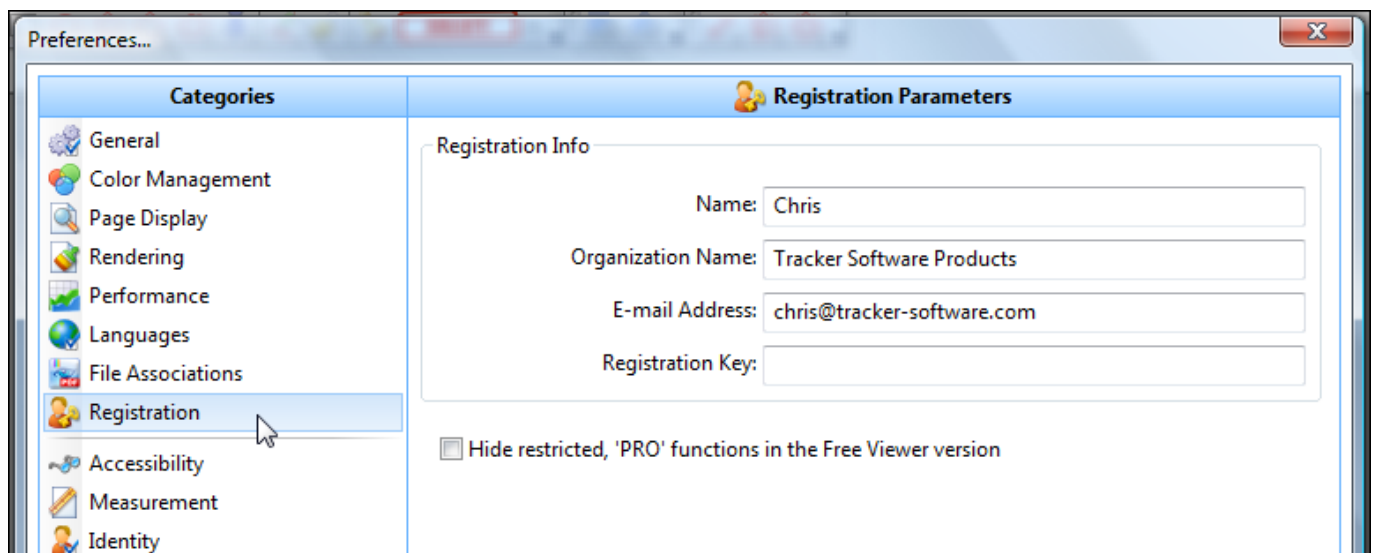 Preferences...
Categories
Registration Parameters
General
Color Management
Page Display
Rendering
Performance
Languages
File Associations
Registration
Accessibility
Measurement
Identity
Registration Info
Name: Chris
Organization Name: Tracker Software Products
E-mail Address: chris@tracker-software.com
Registration Key:
Hide restricted, 'PRO' functions in the Free Viewer version